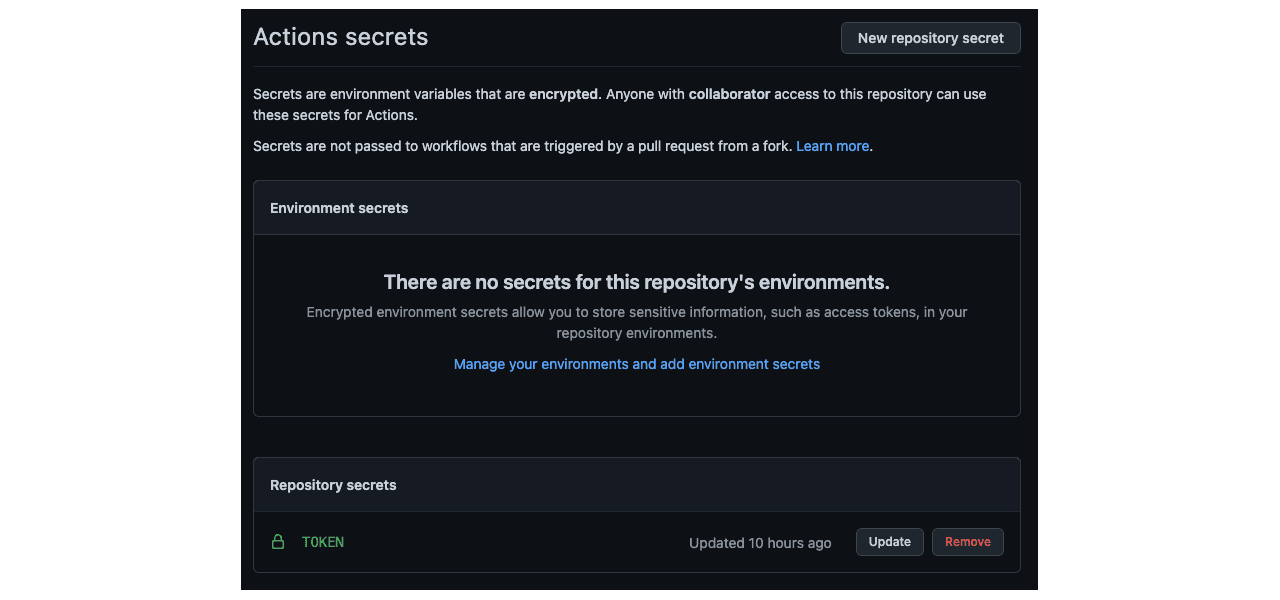 Actions secrets
New repository secret
Secrets are environment variables that are encrypted. Anyone with collaborator access to this repository can use
these secrets for Actions.
Secrets are not passed to workflows that are triggered by a pull request from a fork. Learn more.
Environment secrets
There are no secrets for this repository's environments.
Encrypted environment secrets allow you to store sensitive information, such as access tokens, in your
repository environments.
Manage your environments and add environment secrets
Repository secrets
TOKEN Updated 10 hours ago Update Remove